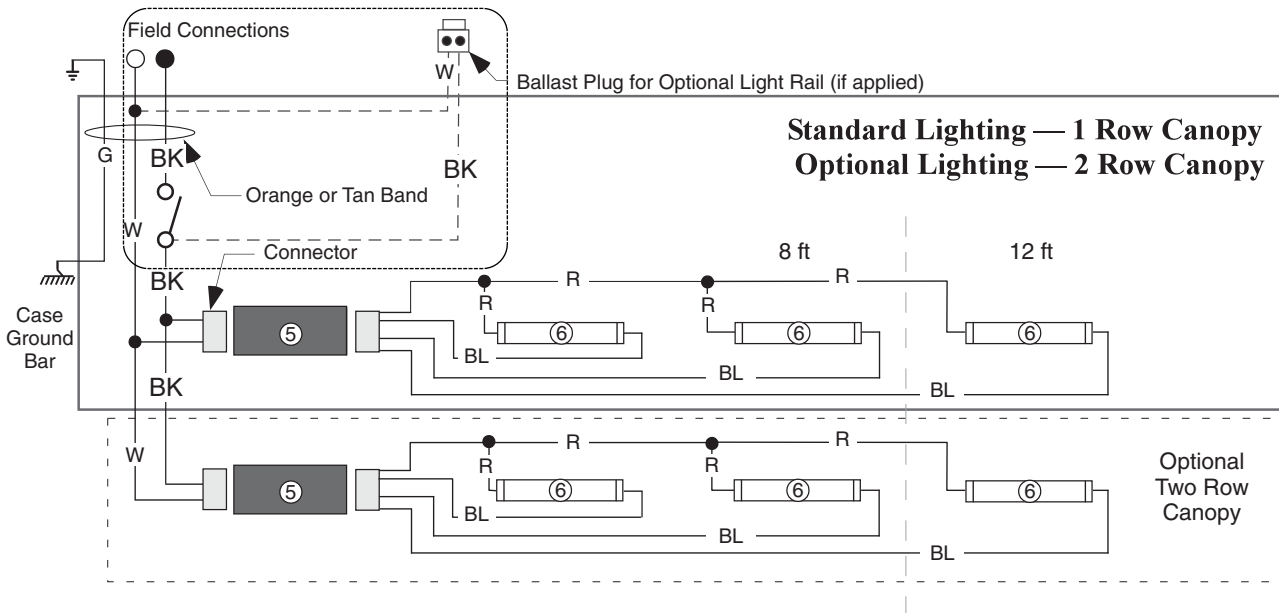 Field Connections
W
Ballast Plug for Optional Light Rail (if applied)
Standard Lighting — 1 Row Canopy
Optional Lighting — 2 Row Canopy
G
BK
BK
Orange or Tan Band
W
Connector
8 ft
12 ft
BK
R
R
R
R
Case
Ground
Bar
5
6
6
6
BL
BL
BL
BK
W
R
R
R
R
5
6
6
6
BL
BL
BL
Optional
Two Row
Canopy